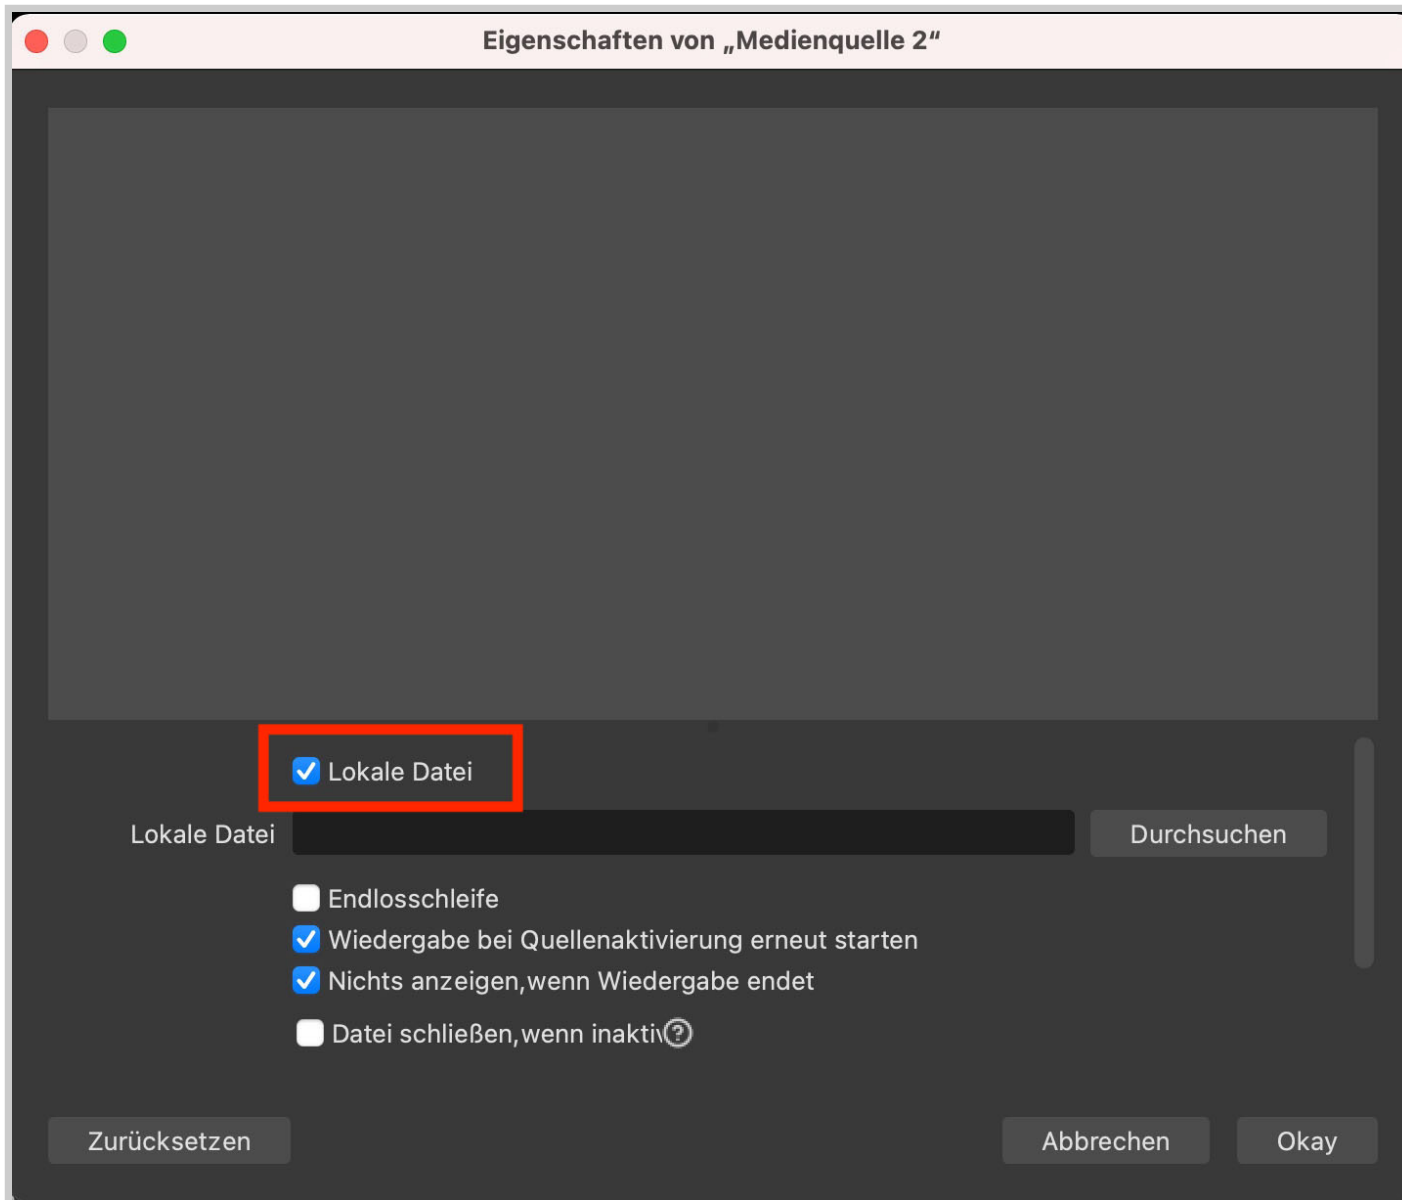 Eigenschaften von „Medienquelle 2“
Lokale Datei
Lokale Datei Durchsuchen
Endlosschleife
Wiedergabe bei Quellenaktivierung erneut starten
Nichts anzeigen,wenn Wiedergabe endet
Datei schließen,wenn inaktiv ?
Zurücksetzen Abbrechen Okay